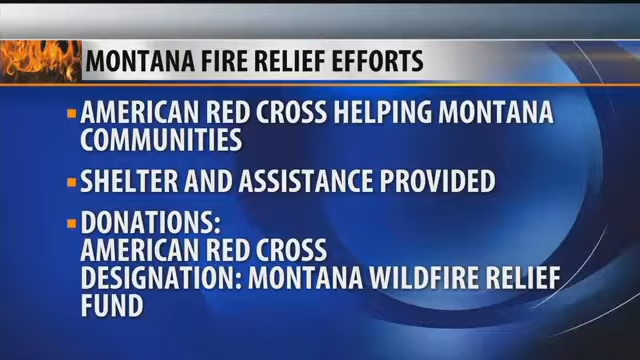 MONTANA FIRE RELIEF EFFORTS
AMERICAN RED CROSS HELPING MONTANA
COMMUNITIES
SHELTER AND ASSISTANCE PROVIDED
DONATIONS:
AMERICAN RED CROSS
DESIGNATION: MONTANA WILDFIRE RELIEF
FUND